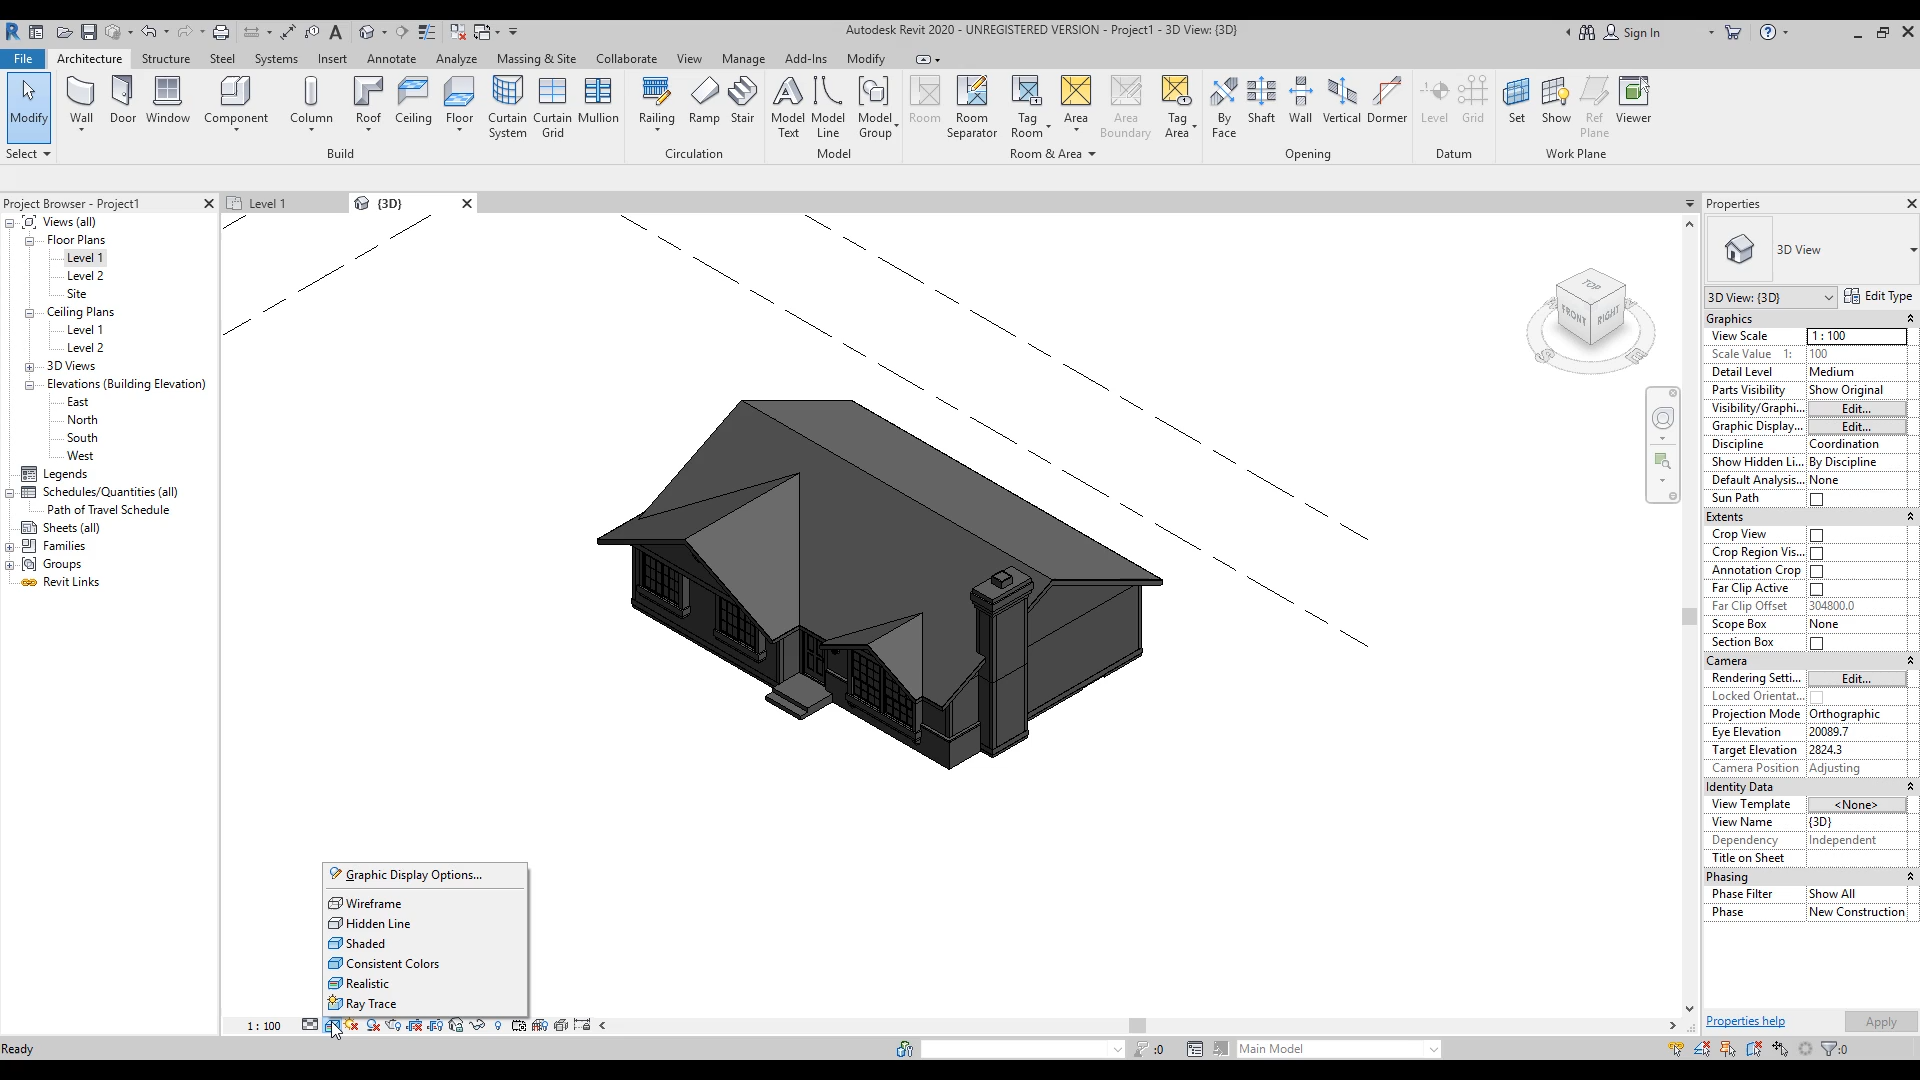 Autodesk Revit 2020 - UNREGISTERED VERSION - Project1 - 3D View: {3D}
Sign In
File Architecture Structure Steel Systems Insert Annotate Analyze Massing & Site Collaborate View Manage Add-Ins Modify
Modify Wall Door Window Component Column Roof Ceiling Floor Curtain System Curtain Grid Mullion Railing Ramp Stair Model Text Model Line Model Group Room Room Separator Tag Room Area Area Boundary Tag Area By Face Shaft Wall Vertical Dormer Level Grid Set Show Ref Plane Viewer
Select Build Circulation Model Room & Area Opening Datum Work Plane
Project Browser - Project1
Views (all)
Floor Plans
Level 1
Level 2
Site
Ceiling Plans
Level 1
Level 2
3D Views
Elevations (Building Elevation)
East
North
South
West
Legends
Schedules/Quantities (all)
Path of Travel Schedule
Sheets (all)
Families
Groups
Revit Links
Level 1 {3D}
TOP
FRONT RIGHT
S E
Graphic Display Options...
Wireframe
Hidden Line
Shaded
Consistent Colors
Realistic
Ray Trace
1 : 100
Properties
3D View
3D View: {3D} Edit Type
Graphics
View Scale 1 : 100
Scale Value 1: 100
Detail Level Medium
Parts Visibility Show Original
Visibility/Graphi... Edit...
Graphic Display... Edit...
Discipline Coordination
Show Hidden Li... By Discipline
Default Analysis... None
Sun Path
Extents
Crop View
Crop Region Vis...
Annotation Crop
Far Clip Active
Far Clip Offset 304800.0
Scope Box None
Section Box
Camera
Rendering Setti... Edit...
Locked Orientat...
Projection Mode Orthographic
Eye Elevation 20089.7
Target Elevation 2824.3
Camera Position Adjusting
Identity Data
View Template <None>
View Name {3D}
Dependency Independent
Title on Sheet
Phasing
Phase Filter Show All
Phase New Construction
Properties help Apply
Ready :0 Main Model :0